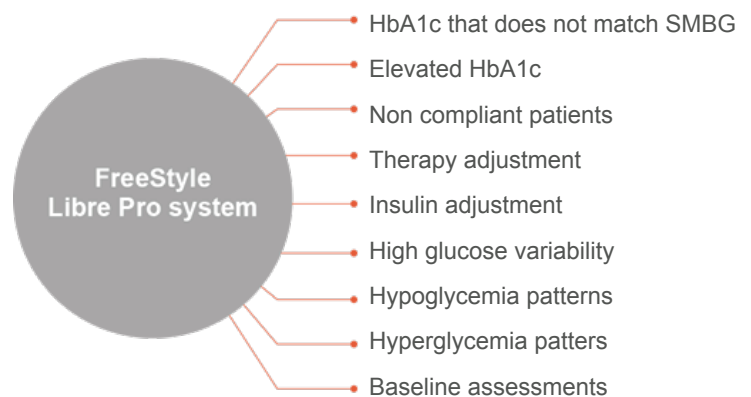 FreeStyle
Libre Pro system
HbA1c that does not match SMBG
Elevated HbA1c
Non compliant patients
Therapy adjustment
Insulin adjustment
High glucose variability
Hypoglycemia patterns
Hyperglycemia patters
Baseline assessments